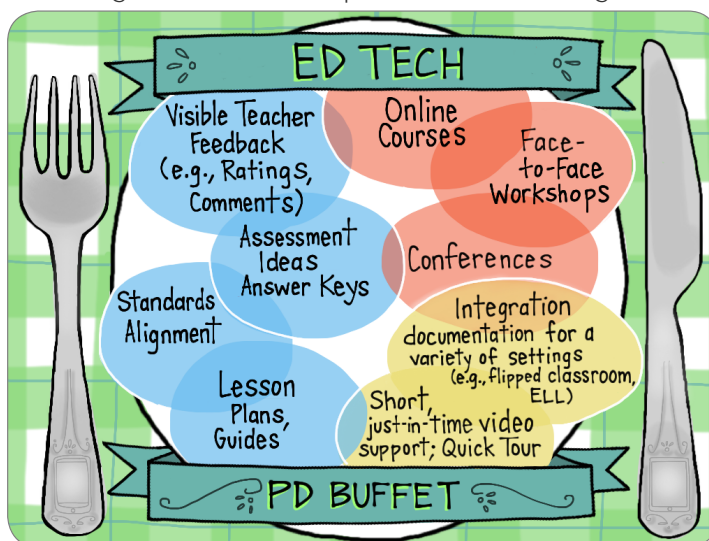 ED TECH
Visible Teacher
Feedback
(e.g., Ratings,
Comments)
Online
Courses
Face-
to-Face
Workshops
Assessment
Ideas
Answer Keys
Conferences
Standards
Alignment
Integration
documentation for a
variety of settings
(e.g., flipped classroom,
ELL)
Lesson
Plans,
Guides
Short,
just-in-time video
support; Quick Tour
PD BUFFET